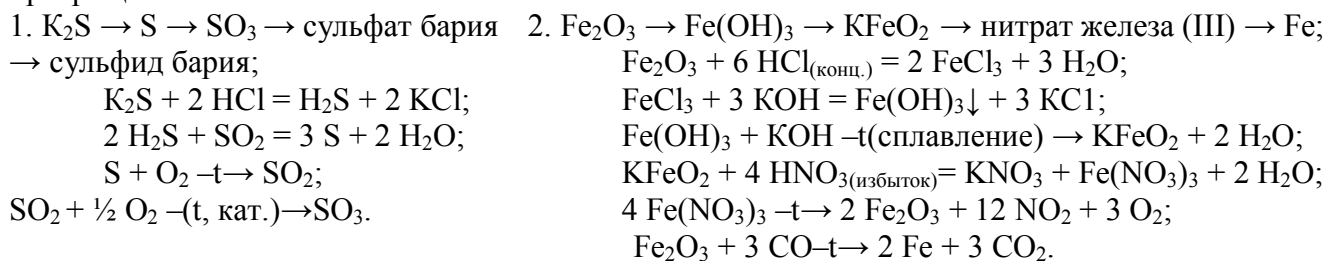 1. K₂S → S → SO₃ → сульфат бария
→ сульфид бария;
K₂S + 2 HCl = H₂S + 2 KCl;
2 H₂S + SO₂ = 3 S + 2 H₂O;
S + O₂ –t→ SO₂;
SO₂ + ½ O₂ –(t, кат.)→SO₃.
2. Fe₂O₃ → Fe(OH)₃ → KFeO₂ → нитрат железа (III) → Fe;
Fe₂O₃ + 6 HCl(конц.) = 2 FeCl₃ + 3 H₂O;
FeCl₃ + 3 KOH = Fe(OH)₃↓ + 3 KC1;
Fe(OH)₃ + KOH –t(сплавление) → KFeO₂ + 2 H₂O;
KFeO₂ + 4 HNO₃(избыток)= KNO₃ + Fe(NO₃)₃ + 2 H₂O;
4 Fe(NO₃)₃ –t→ 2 Fe₂O₃ + 12 NO₂ + 3 O₂;
Fe₂O₃ + 3 CO–t→ 2 Fe + 3 CO₂.